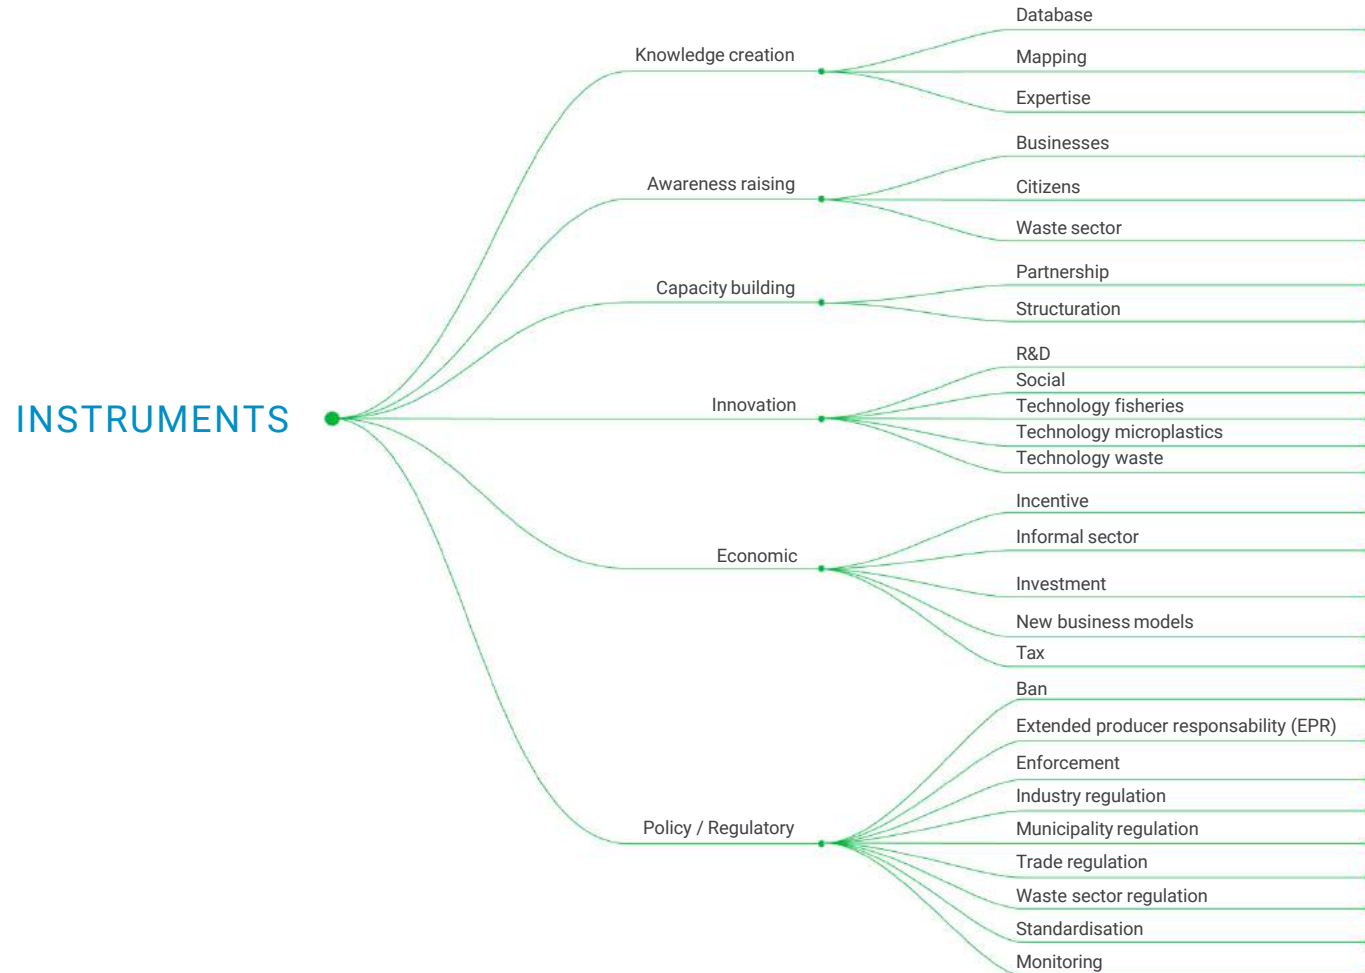 INSTRUMENTS
Knowledge creation
Database
Mapping
Expertise
Awareness raising
Businesses
Citizens
Waste sector
Capacity building
Partnership
Structuration
Innovation
R&D
Social
Technology fisheries
Technology microplastics
Technology waste
Economic
Incentive
Informal sector
Investment
New business models
Tax
Policy / Regulatory
Ban
Extended producer responsability (EPR)
Enforcement
Industry regulation
Municipality regulation
Trade regulation
Waste sector regulation
Standardisation
Monitoring